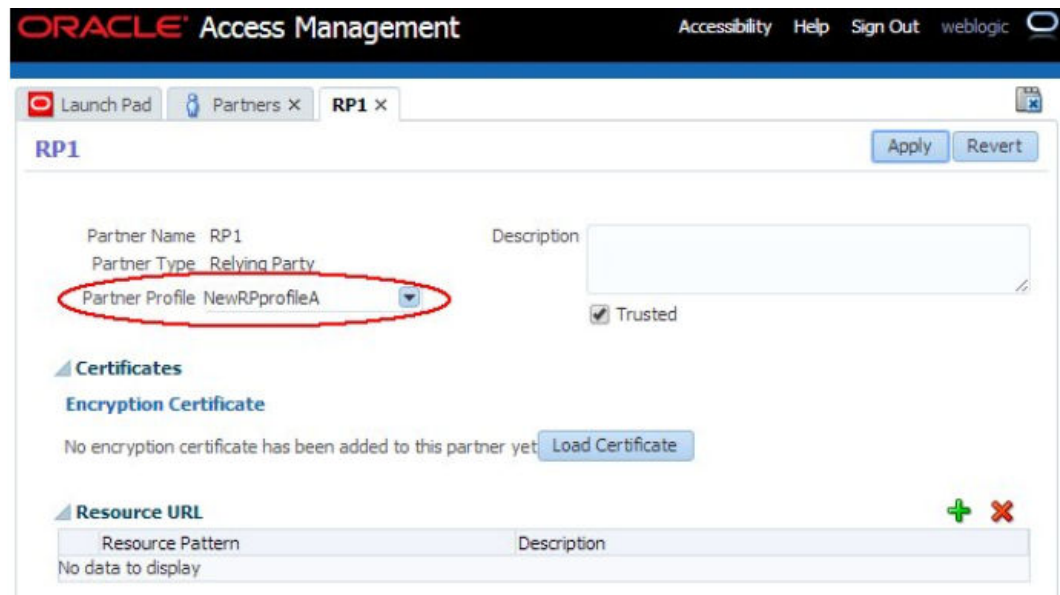 ORACLE Access Management Accessibility Help Sign Out weblogic
Launch Pad Partners RP1
RP1 Apply Revert
Partner Name RP1 Description
Partner Type Relying Party
Partner Profile NewRPprofileA
Trusted
Certificates
Encryption Certificate
No encryption certificate has been added to this partner yet Load Certificate
Resource URL
Resource Pattern Description
No data to display